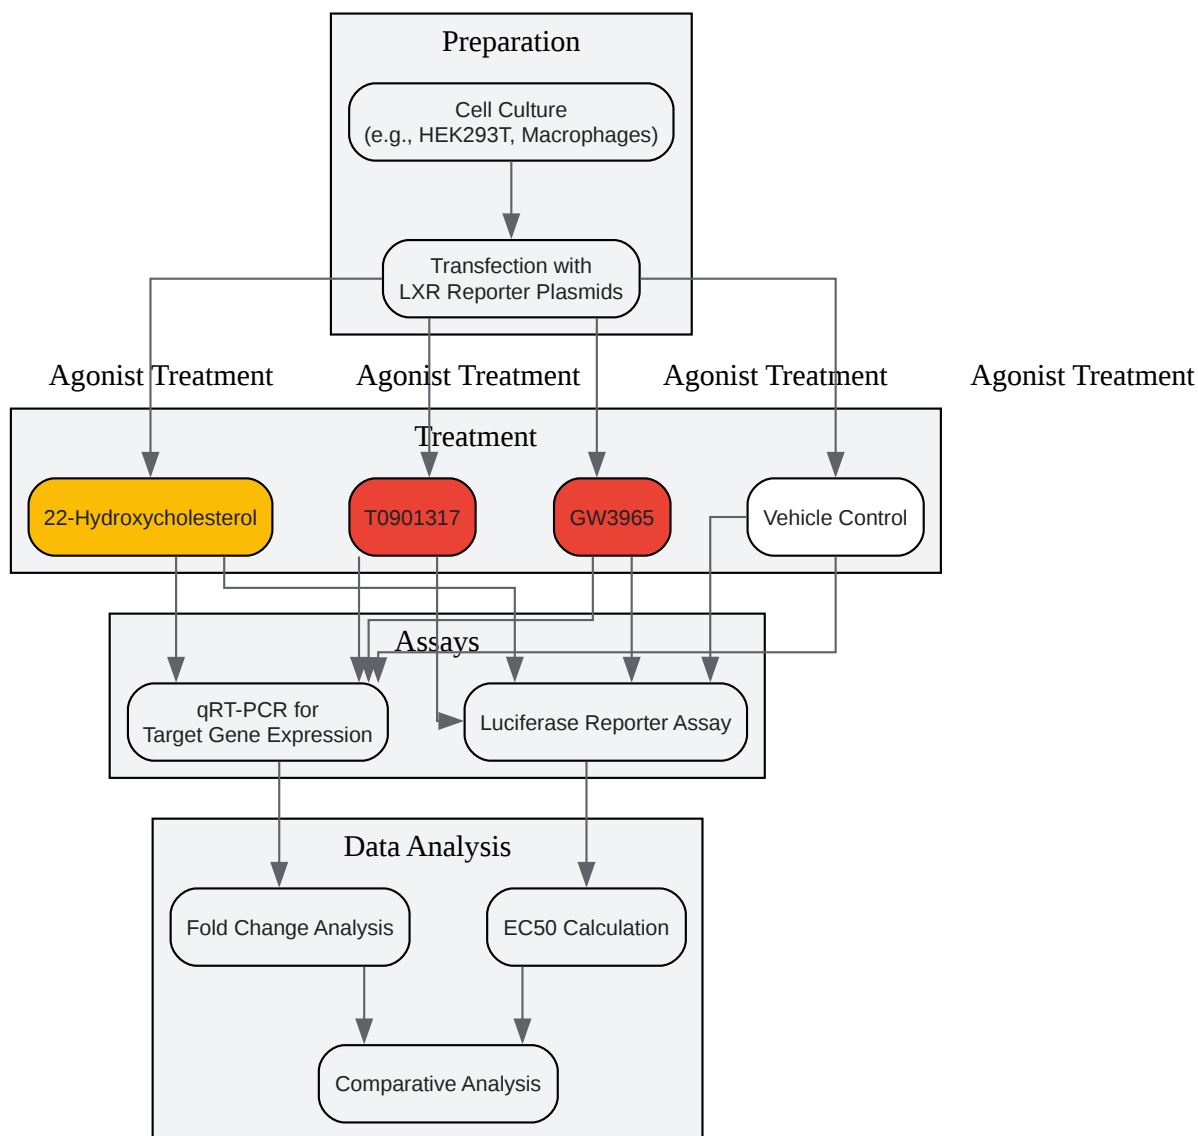 Preparation
Cell Culture
(e.g., HEK293T, Macrophages)
Transfection with
LXR Reporter Plasmids
Agonist Treatment
Agonist Treatment
Agonist Treatment
Agonist Treatment
Treatment
22-Hydroxycholesterol
T0901317
GW3965
Vehicle Control
Assays
qRT-PCR for
Target Gene Expression
Luciferase Reporter Assay
Data Analysis
Fold Change Analysis
EC50 Calculation
Comparative Analysis